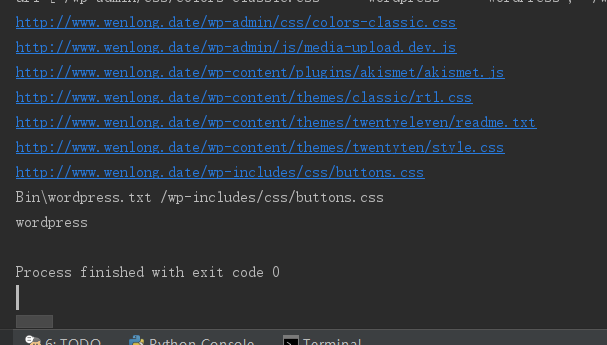 http://www.wenlong.date/wp-admin/css/colors-classic.css
http://www.wenlong.date/wp-admin/js/media-upload.dev.js
http://www.wenlong.date/wp-content/plugins/akismet/akismet.js
http://www.wenlong.date/wp-content/themes/classic/rtl.css
http://www.wenlong.date/wp-content/themes/twentyeleven/readme.txt
http://www.wenlong.date/wp-content/themes/twentyten/style.css
http://www.wenlong.date/wp-includes/css/buttons.css
Bin\wordpress.txt /wp-includes/css/buttons.css
wordpress
Process finished with exit code 0
6: TODO Python Console Terminal